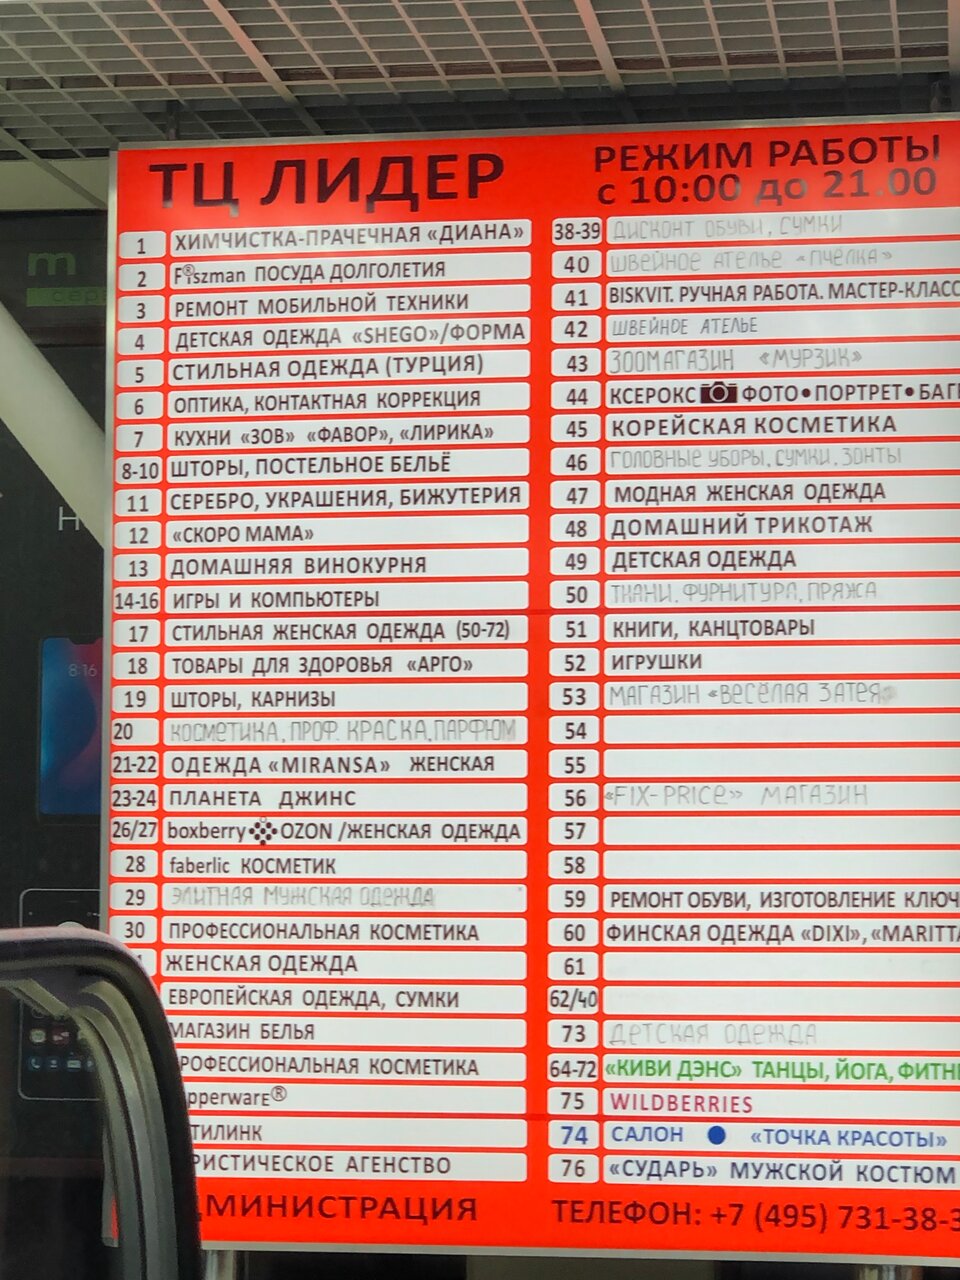 ТЦ ЛИДЕР
РЕЖИМ РАБОТЫ
с 10:00 до 21.00
1 ХИМЧИСТКА-ПРАЧЕЧНАЯ «ДИАНА»
2 Fiszman® ПОСУДА ДОЛГОЛЕТИЯ
3 РЕМОНТ МОБИЛЬНОЙ ТЕХНИКИ
4 ДЕТСКАЯ ОДЕЖДА «SHEGO»/ФОРМА
5 СТИЛЬНАЯ ОДЕЖДА (ТУРЦИЯ)
6 ОПТИКА, КОНТАКТНАЯ КОРРЕКЦИЯ
7 КУХНИ «ЗОВ» «ФАВОР», «ЛИРИКА»
8-10 ШТОРЫ, ПОСТЕЛЬНОЕ БЕЛЬЁ
11 СЕРЕБРО, УКРАШЕНИЯ, БИЖУТЕРИЯ
12 «СКОРО МАМА»
13 ДОМАШНЯЯ ВИНОКУРНЯ
14-16 ИГРЫ И КОМПЬЮТЕРЫ
17 СТИЛЬНАЯ ЖЕНСКАЯ ОДЕЖДА (50-72)
18 ТОВАРЫ ДЛЯ ЗДОРОВЬЯ «АРГО»
19 ШТОРЫ, КАРНИЗЫ
20 КОСМЕТИКА, ПРОФ. КРАСКА, ПАРФЮМ
21-22 ОДЕЖДА «MIRANSA» ЖЕНСКАЯ
23-24 ПЛАНЕТА ДЖИНС
26/27 boxberry OZON /ЖЕНСКАЯ ОДЕЖДА
28 faberlic КОСМЕТИК
29 ЭЛИТНАЯ МУЖСКАЯ ОДЕЖДА
30 ПРОФЕССИОНАЛЬНАЯ КОСМЕТИКА
ЖЕНСКАЯ ОДЕЖДА
ЕВРОПЕЙСКАЯ ОДЕЖДА, СУМКИ
МАГАЗИН БЕЛЬЯ
РОФЕССИОНАЛЬНАЯ КОСМЕТИКА
pperware®
ТИЛИНК
РИСТИЧЕСКОЕ АГЕНСТВО
МИНИСТРАЦИЯ
38-39 ДИСКОНТ ОБУВИ, СУМКИ
40 ШВЕЙНОЕ АТЕЛЬЕ «ПЧЁЛКА»
41 BISKVIT. РУЧНАЯ РАБОТА. МАСТЕР-КЛАСС
42 ШВЕЙНОЕ АТЕЛЬЕ
43 ЗООМАГАЗИН «МУРЗИК»
44 КСЕРОКС ФОТО•ПОРТРЕТ•БАГ
45 КОРЕЙСКАЯ КОСМЕТИКА
46 ГОЛОВНЫЕ УБОРЫ, СУМКИ, ЗОНТЫ
47 МОДНАЯ ЖЕНСКАЯ ОДЕЖДА
48 ДОМАШНИЙ ТРИКОТАЖ
49 ДЕТСКАЯ ОДЕЖДА
50 ТКАНИ, ФУРНИТУРА, ПРЯЖА
51 КНИГИ, КАНЦТОВАРЫ
52 ИГРУШКИ
53 МАГАЗИН «ВЕСЁЛАЯ ЗАТЕЯ»
54
55
56 «FIX-PRICE» МАГАЗИН
57
58
59 РЕМОНТ ОБУВИ, ИЗГОТОВЛЕНИЕ КЛЮЧ
60 ФИНСКАЯ ОДЕЖДА «DIXI», «MARITTA
61
62/40
73 ДЕТСКАЯ ОДЕЖДА
64-72 «КИВИ ДЭНС» ТАНЦЫ, ЙОГА, ФИТН
75 WILDBERRIES
74 САЛОН «ТОЧКА КРАСОТЫ»
76 «СУДАРЬ» МУЖСКОЙ КОСТЮМ
ТЕЛЕФОН: +7 (495) 731-38-3
m
Н
8:16